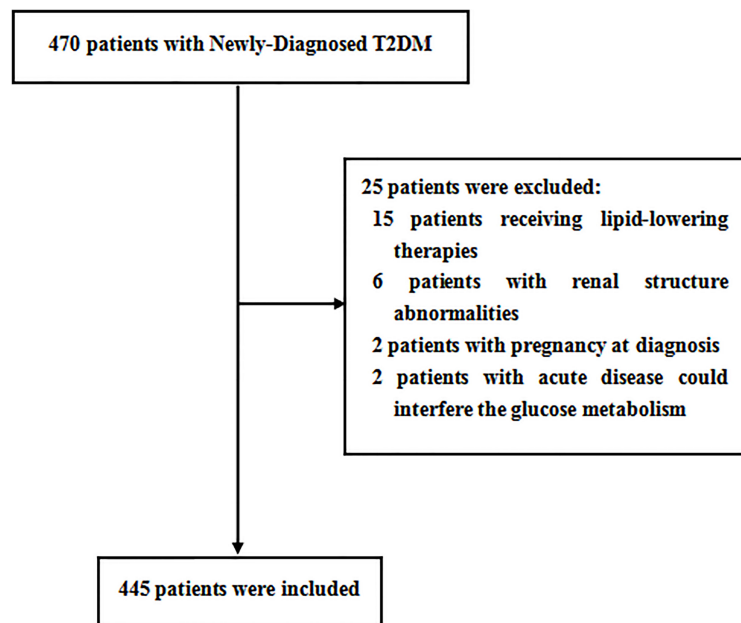 470 patients with Newly-Diagnosed T2DM
25 patients were excluded:
15 patients receiving lipid-lowering
therapies
6 patients with renal structure
abnormalities
2 patients with pregnancy at diagnosis
2 patients with acute disease could
interfere the glucose metabolism
445 patients were included